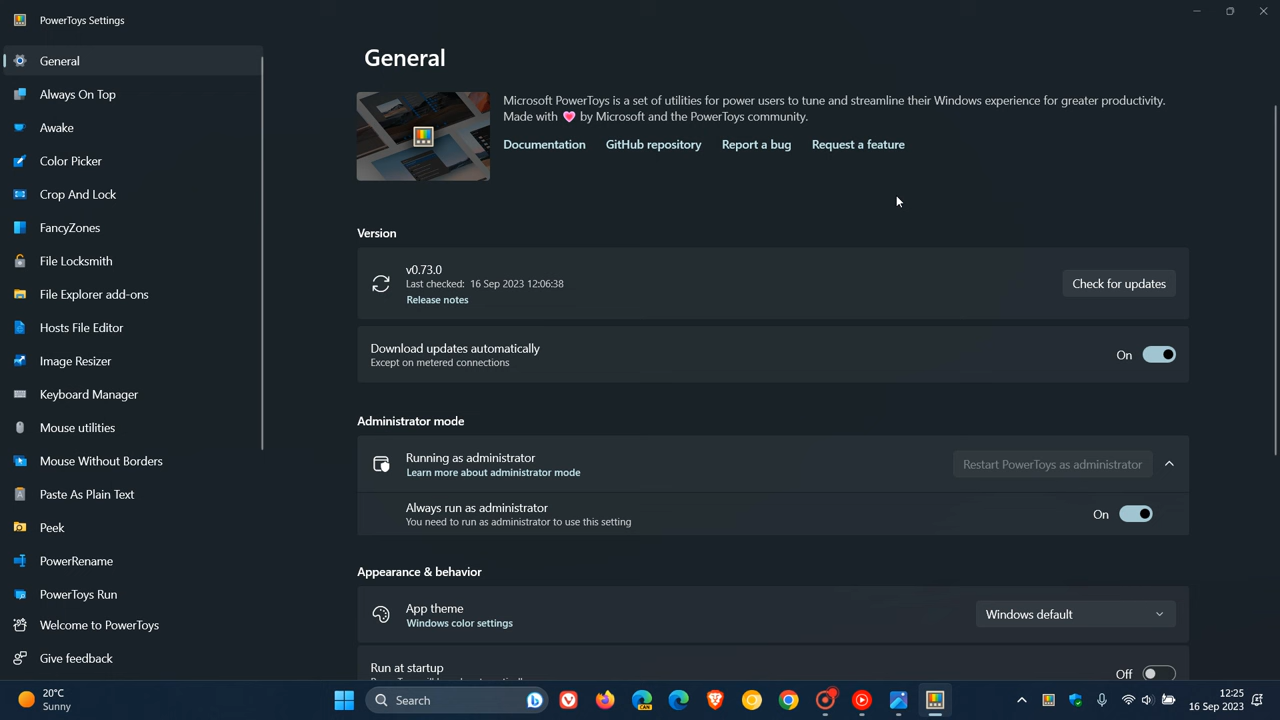 PowerToys Settings
General
Always On Top
Awake
Color Picker
Crop And Lock
FancyZones
File Locksmith
File Explorer add-ons
Hosts File Editor
Image Resizer
Keyboard Manager
Mouse utilities
Mouse Without Borders
Paste As Plain Text
Peek
PowerRename
PowerToys Run
Welcome to PowerToys
Give feedback
General
Microsoft PowerToys is a set of utilities for power users to tune and streamline their Windows experience for greater productivity.
Made with 💗 by Microsoft and the PowerToys community.
Documentation GitHub repository Report a bug Request a feature
Version
v0.73.0
Last checked: 16 Sep 2023 12:06:38
Release notes
Check for updates
Download updates automatically
Except on metered connections
On
Administrator mode
Running as administrator
Learn more about administrator mode
Restart PowerToys as administrator
Always run as administrator
You need to run as administrator to use this setting
On
Appearance & behavior
App theme
Windows color settings
Windows default
Run at startup
Off
20°C
Sunny
Search
CAN
12:25
16 Sep 2023